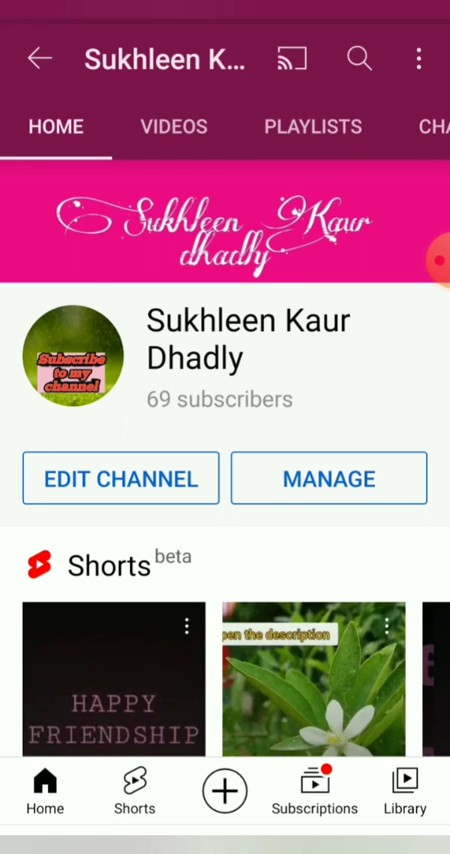 Sukhleen K...
HOME VIDEOS PLAYLISTS CHA
Sukhleen Kaur
dhadly
Subscribe
to my
channel
Sukhleen Kaur
Dhadly
69 subscribers
EDIT CHANNEL MANAGE
Shorts beta
pen the description
HAPPY
FRIENDSHIP
Home Shorts Subscriptions Library